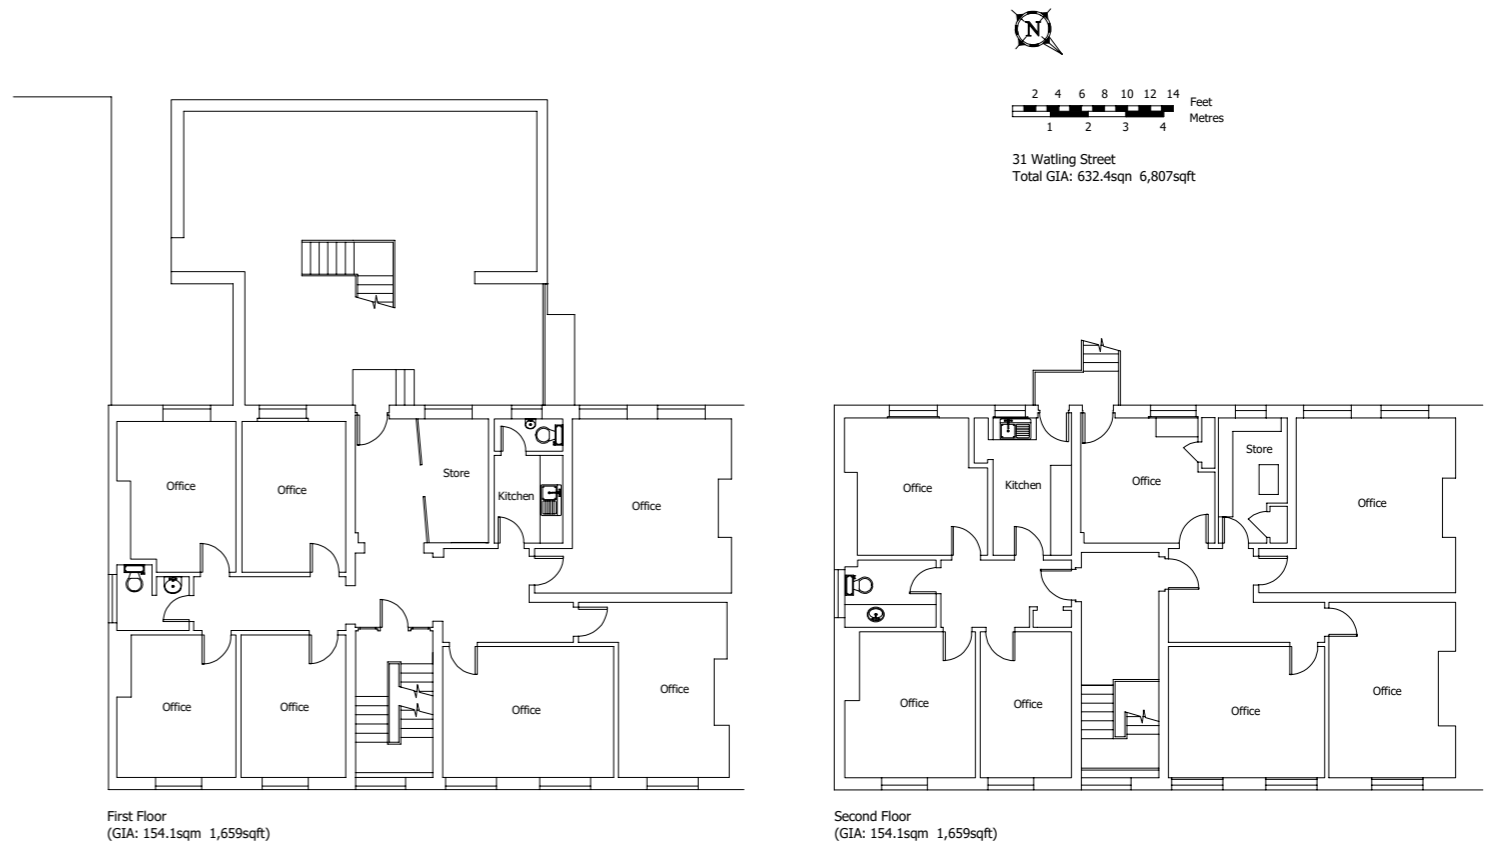 N
2 4 6 8 10 12 14
Feet
Metres
1 2 3 4
31 Watling Street
Total GIA: 632.4sqn 6,807sqft
Office
Office
Store
Kitchen
Office
Office
Office
Office
Office
First Floor
(GIA: 154.1sqm 1,659sqft)
Office
Kitchen
Office
Store
Office
Office
Office
Office
Office
Second Floor
(GIA: 154.1sqm 1,659sqft)